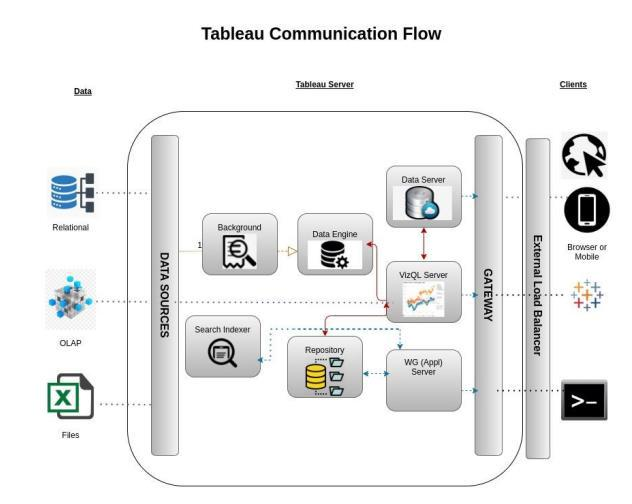 Tableau Communication Flow
Data
Tableau Server
Clients
Relational
OLAP
Files
DATA SOURCES
1
Background
Data Engine
Data Server
VizQL Server
Search Indexer
Repository
WG (Appl)
Server
GATEWAY
External Load Balancer
Browser or
Mobile
X
>_